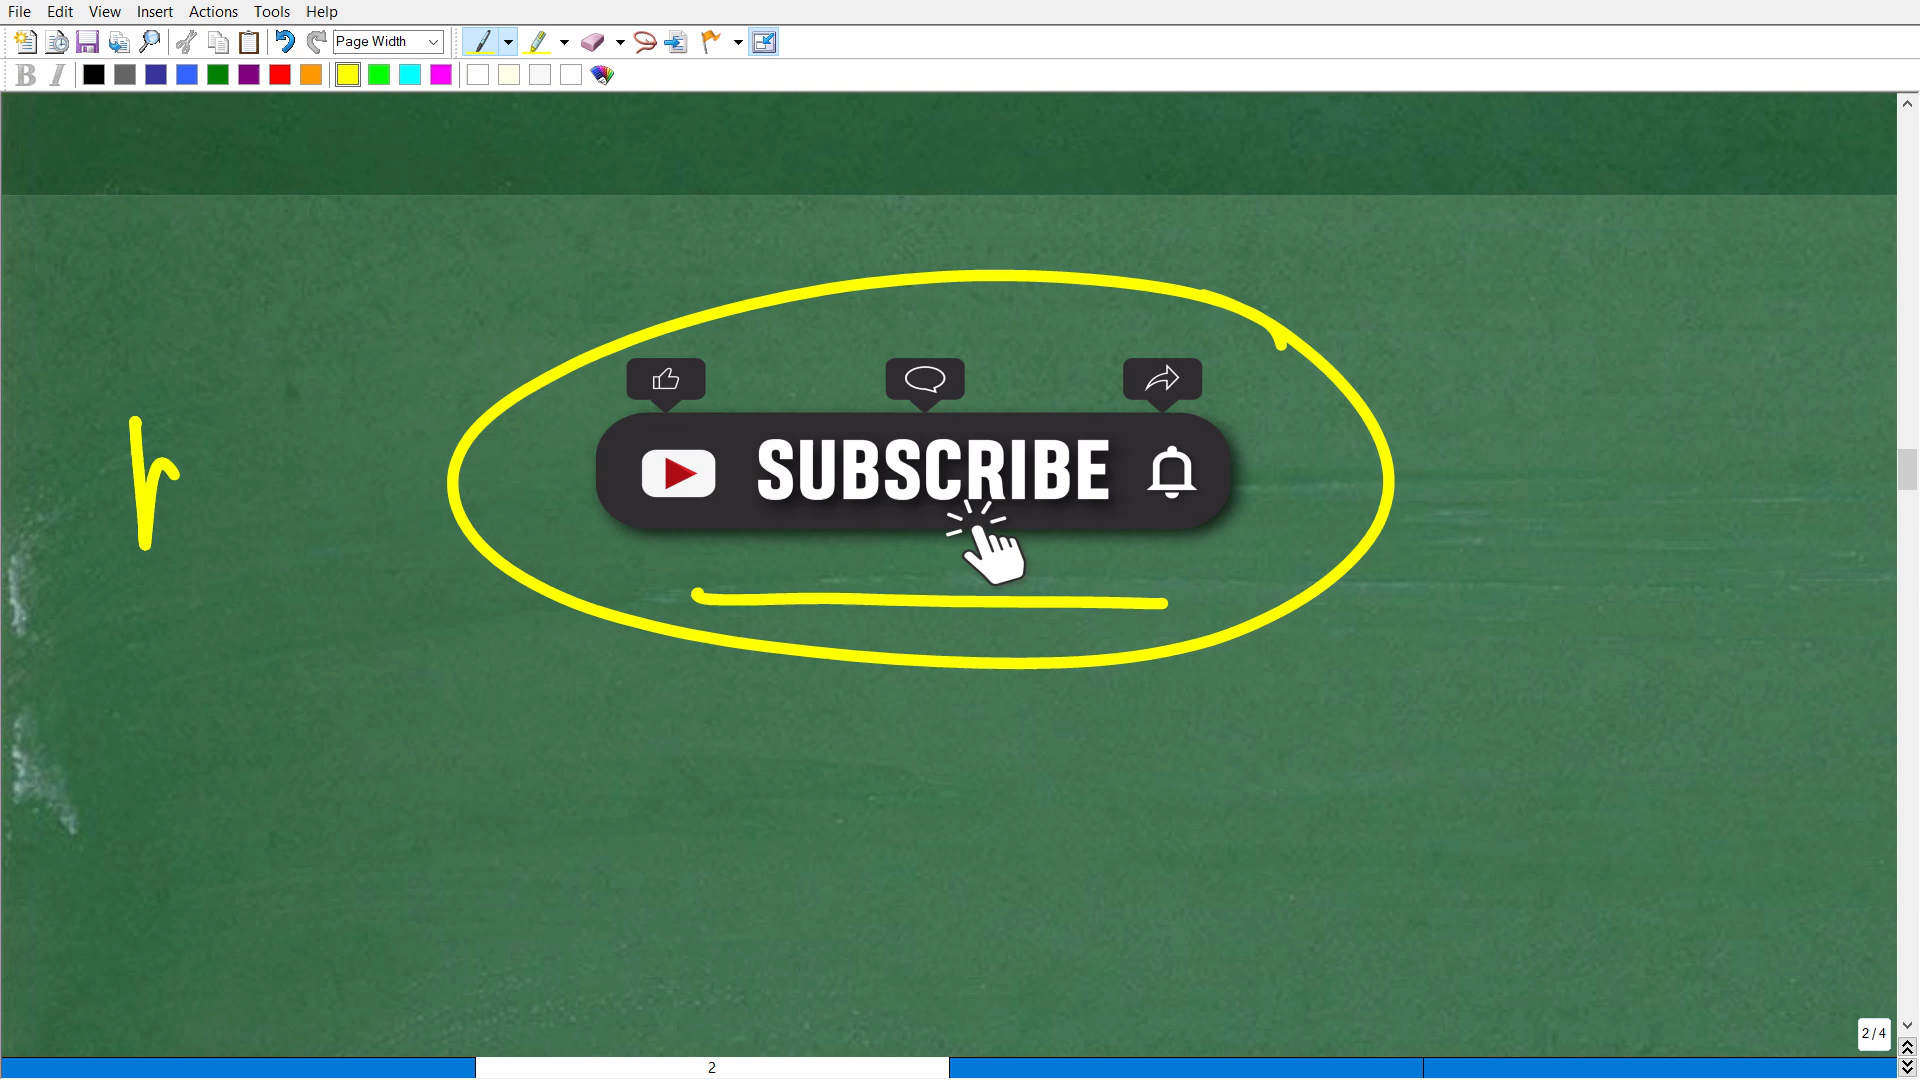 File Edit View Insert Actions Tools Help
Page Width
B I
r
SUBSCRIBE
2 / 4
2